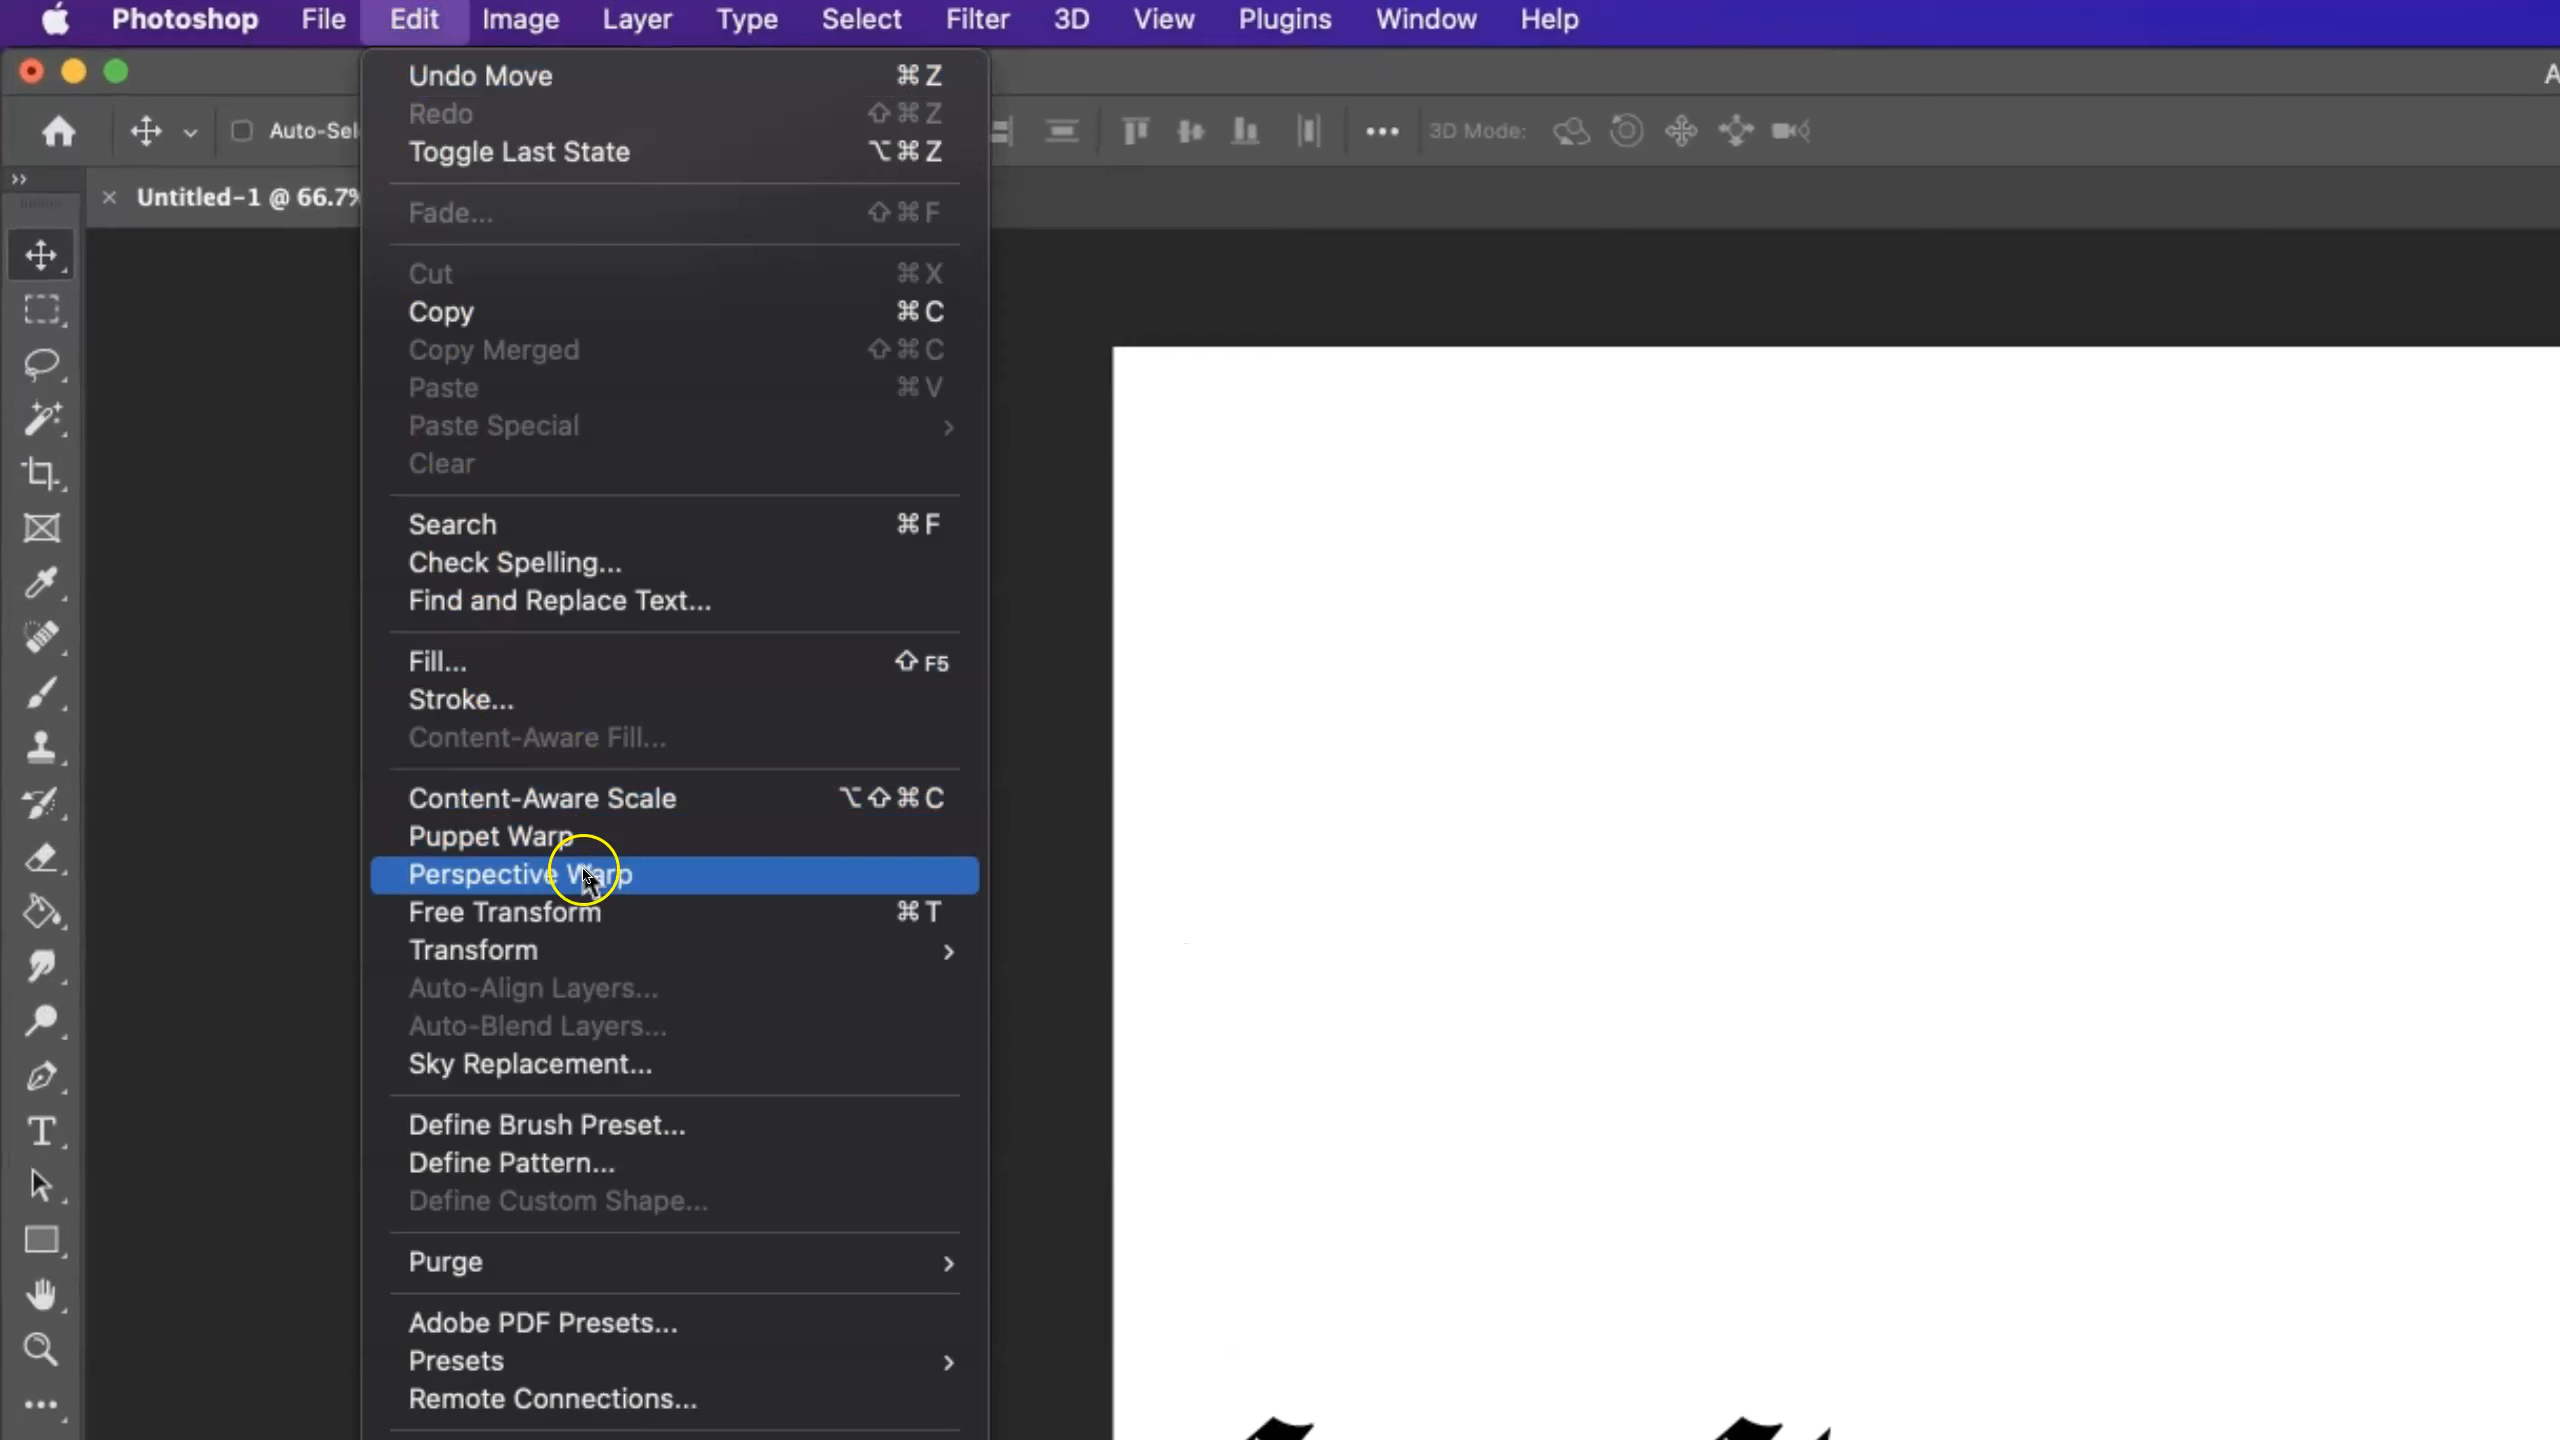 Photoshop File Edit Image Layer Type Select Filter 3D View Plugins Window Help
Auto-Sel
3D Mode:
Untitled-1 @ 66.7%
Undo Move ⌘Z
Redo ⇧⌘Z
Toggle Last State ⌥⌘Z
Fade... ⇧⌘F
Cut ⌘X
Copy ⌘C
Copy Merged ⇧⌘C
Paste ⌘V
Paste Special
Clear
Search ⌘F
Check Spelling...
Find and Replace Text...
Fill... ⇧F5
Stroke...
Content-Aware Fill...
Content-Aware Scale ⌥⇧⌘C
Puppet Warp
Perspective Warp
Free Transform ⌘T
Transform
Auto-Align Layers...
Auto-Blend Layers...
Sky Replacement...
Define Brush Preset...
Define Pattern...
Define Custom Shape...
Purge
Adobe PDF Presets...
Presets
Remote Connections...